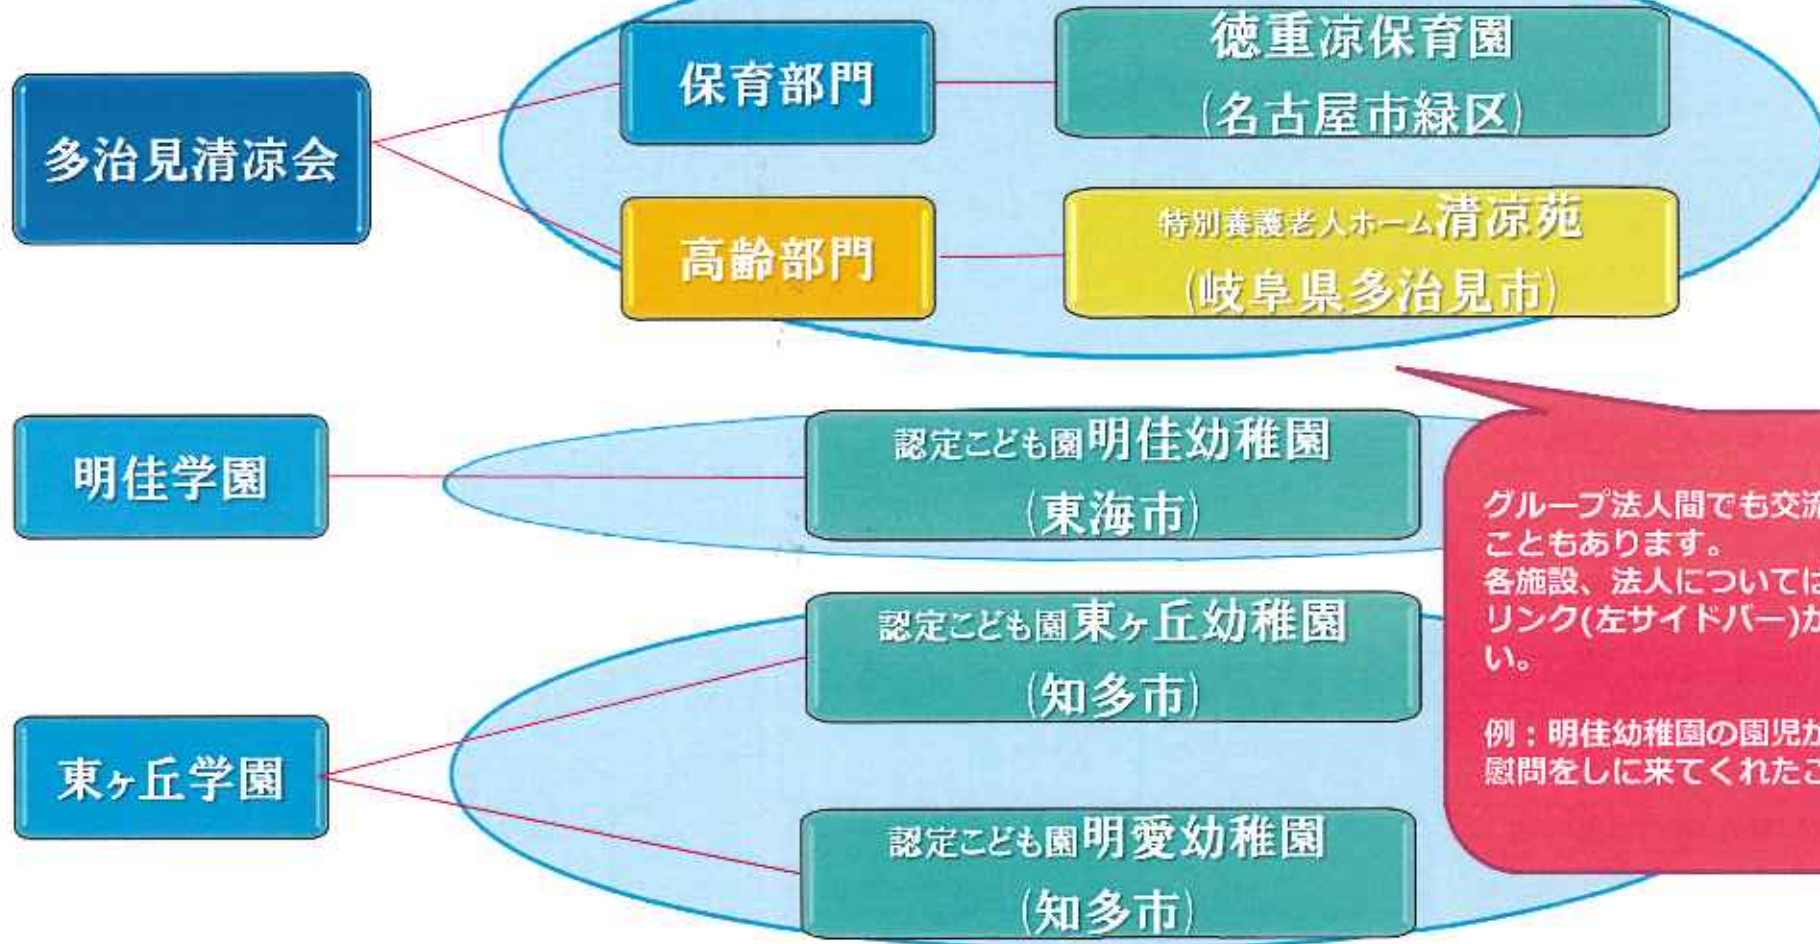 多治見清凉会
保育部門
徳重凉保育園
(名古屋市緑区)
高齢部門
特別養護老人ホーム清凉苑
(岐阜県多治見市)
明佳学園
認定こども園明佳幼稚園
(東海市)
東ヶ丘学園
認定こども園東ヶ丘幼稚園
(知多市)
認定こども園明愛幼稚園
(知多市)
グループ法人間でも交流
こともあります。
各施設、法人については
リンク(左サイドバー)か
い。
例：明佳幼稚園の園児が
慰問をしに来てくれたこ